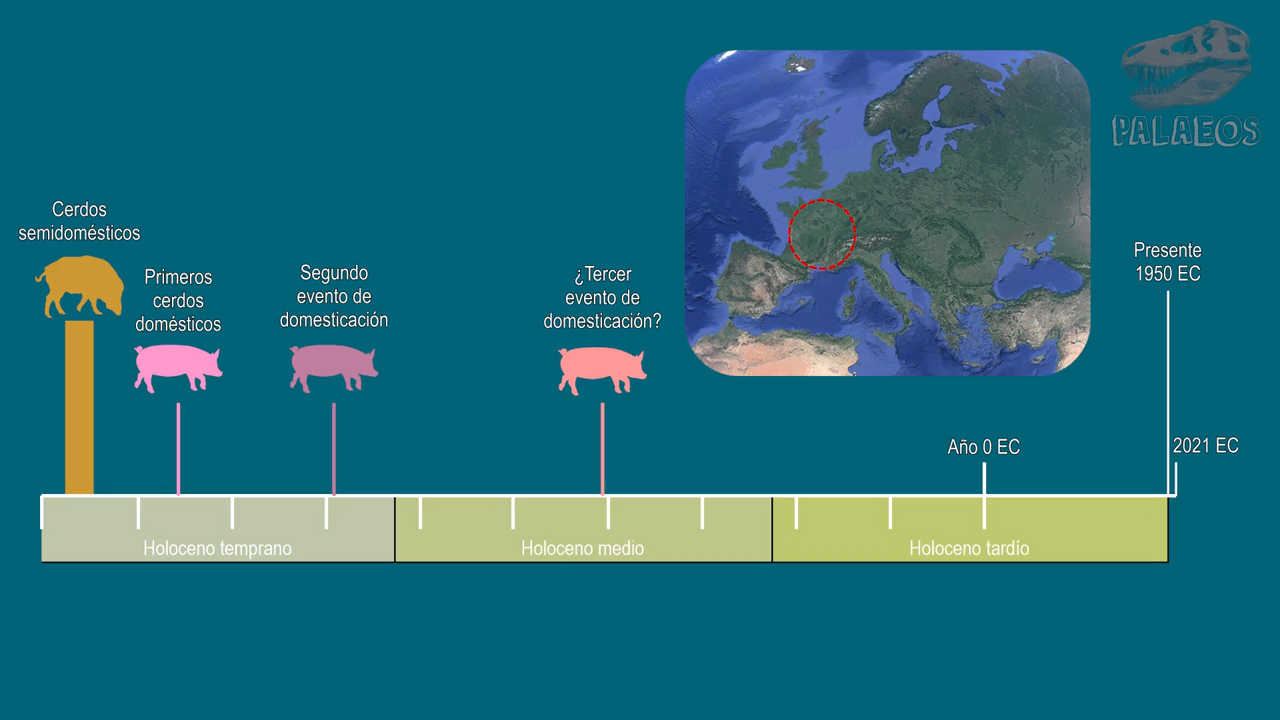 PALAEOS
Cerdos
semidomésticos
Primeros
cerdos
domésticos
Segundo
evento de
domesticación
¿Tercer
evento de
domesticación?
Presente
1950 EC
Año 0 EC
2021 EC
Holoceno temprano
Holoceno medio
Holoceno tardío